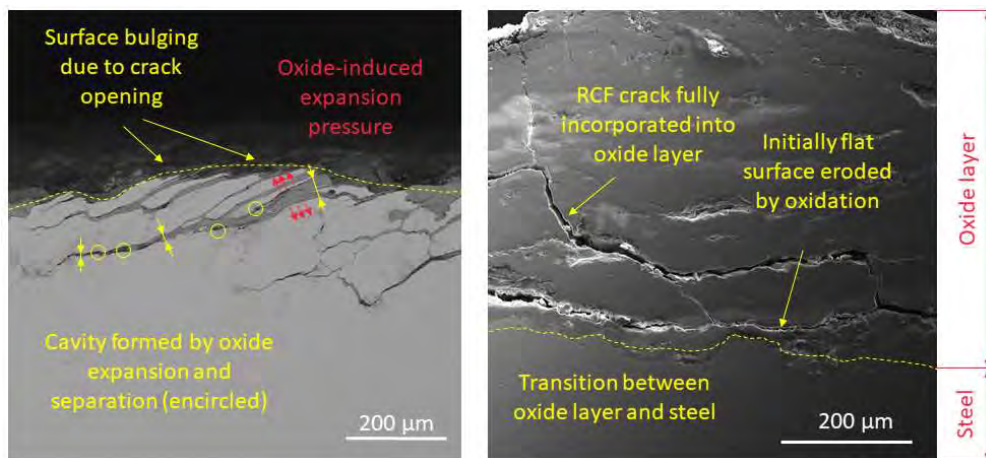 Surface bulging
due to crack
opening
Oxide-induced
expansion
pressure
Cavity formed by oxide
expansion and
separation (encircled)
200 µm
RCF crack fully
incorporated into
oxide layer
Initially flat
surface eroded
by oxidation
Transition between
oxide layer and steel
200 µm
Oxide layer
Steel